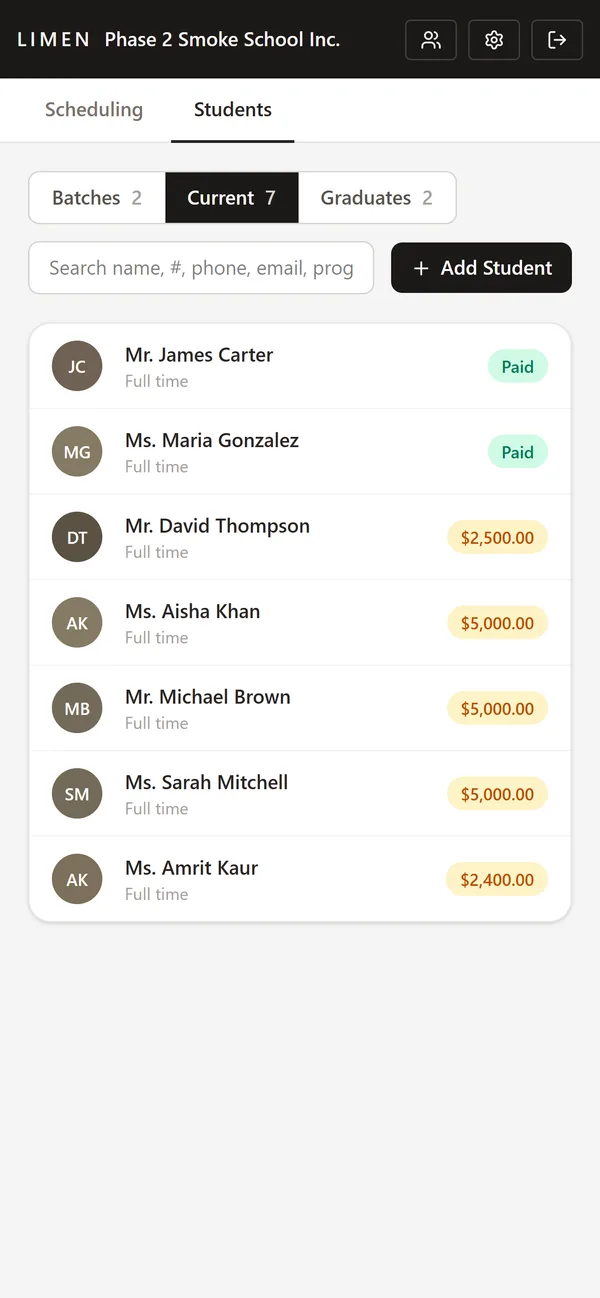 LIMEN Phase 2 Smoke School Inc.
Scheduling Students
Batches 2 Current 7 Graduates 2
Search name, #, phone, email, prog
+ Add Student
JC Mr. James Carter Paid
Full time
MG Ms. Maria Gonzalez Paid
Full time
DT Mr. David Thompson $2,500.00
Full time
AK Ms. Aisha Khan $5,000.00
Full time
MB Mr. Michael Brown $5,000.00
Full time
SM Ms. Sarah Mitchell $5,000.00
Full time
AK Ms. Amrit Kaur $2,400.00
Full time